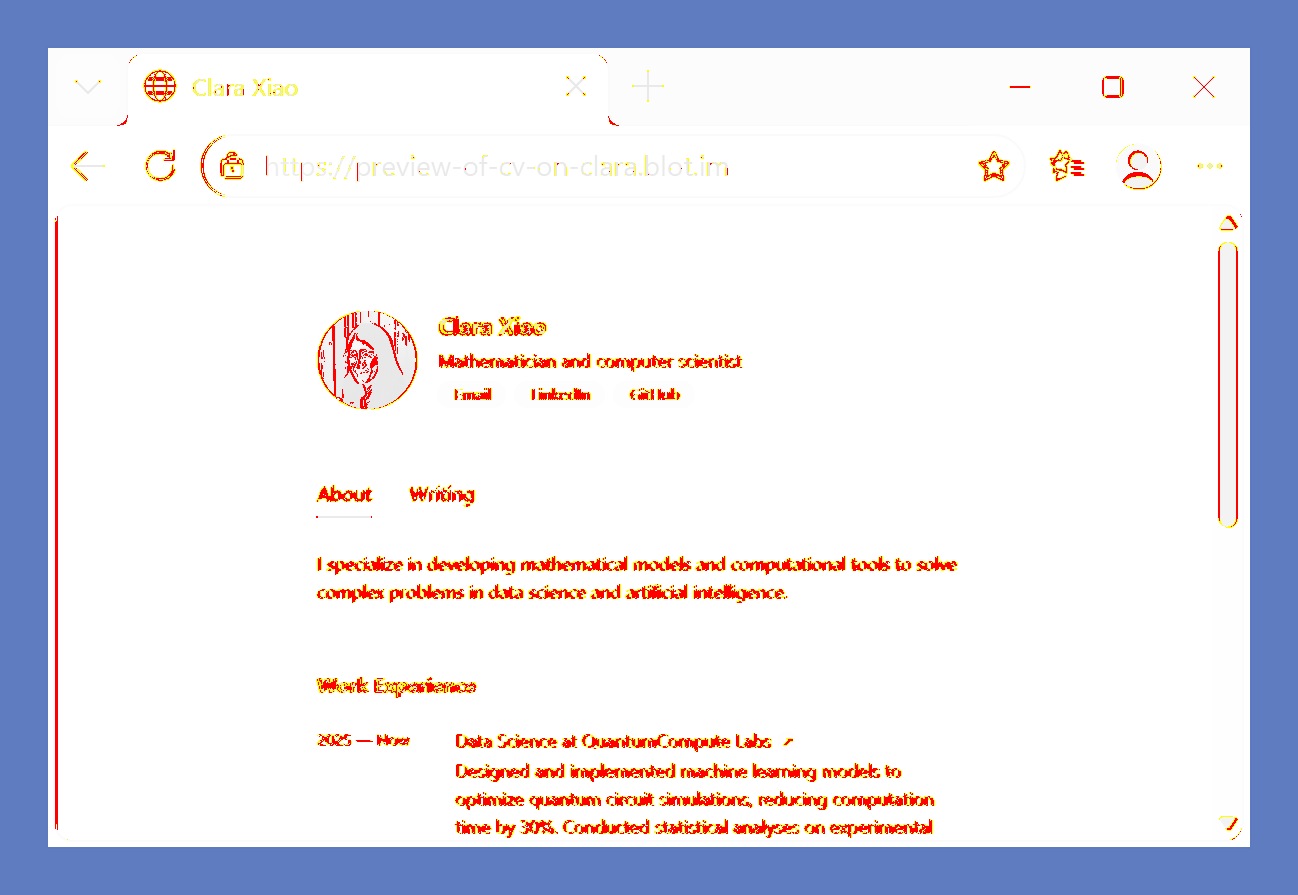 Clara Xiao
https://preview-of-cv-on-clara.blot.im
Clara Xiao
Mathematician and computer scientist
Email LinkedIn GitHub
About Writing
I specialize in developing mathematical models and computational tools to solve
complex problems in data science and artificial intelligence.
Work Experience
2025 — Now Data Science at QuantumCompute Labs ↗
Designed and implemented machine learning models to
optimize quantum circuit simulations, reducing computation
time by 30%. Conducted statistical analyses on experimental